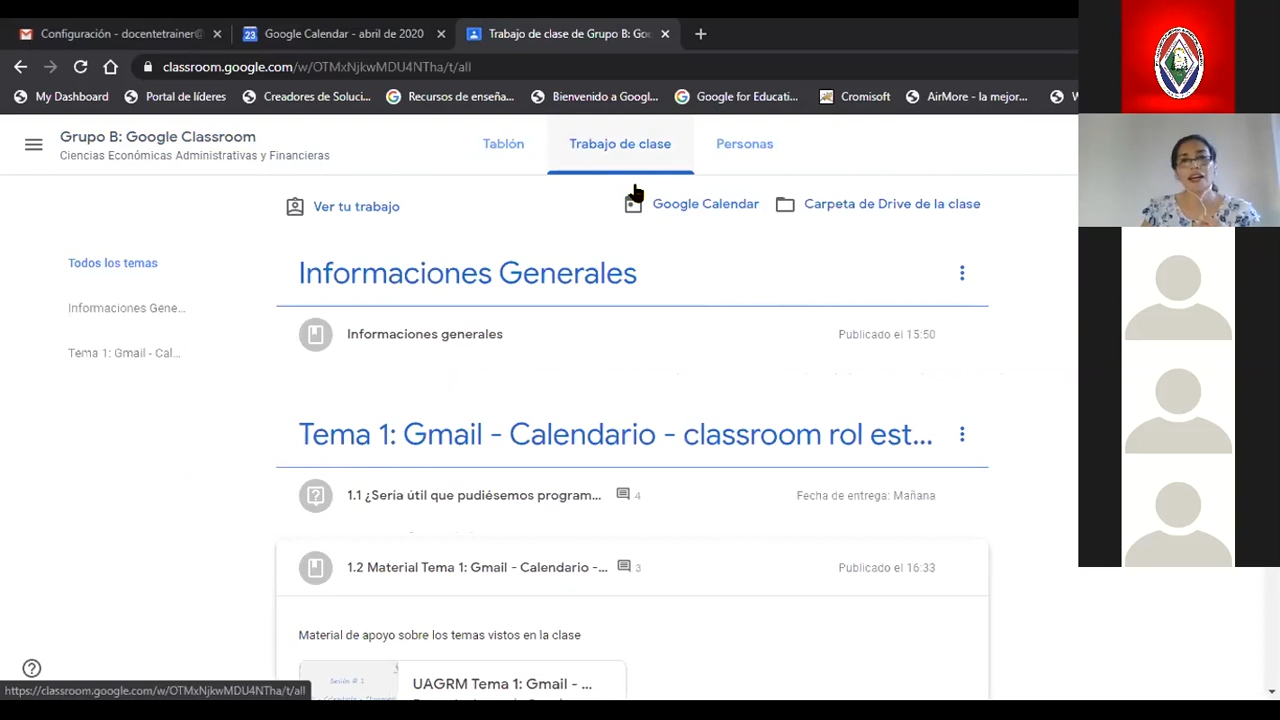 Configuración - docentetrainer@
Google Calendar - abril de 2020
Trabajo de clase de Grupo B: Goo
classroom.google.com/w/OTMxNjkwMDU4NTha/t/all
My Dashboard
Portal de líderes
Creadores de Soluci...
Recursos de enseña...
Bienvenido a Googl...
Google for Educati...
Cromisoft
AirMore - la mejor...
Grupo B: Google Classroom
Ciencias Económicas Administrativas y Financieras
Tablón
Trabajo de clase
Personas
Ver tu trabajo
Google Calendar
Carpeta de Drive de la clase
Todos los temas
Informaciones Gene...
Tema 1: Gmail - Cal...
Informaciones Generales
Informaciones generales
Publicado el 15:50
Tema 1: Gmail - Calendario - classroom rol est...
1.1 ¿Seria útil que pudiésemos program...
4
Fecha de entrega: Mañana
1.2 Material Tema 1: Gmail - Calendario -...
3
Publicado el 16:33
Material de apoyo sobre los temas vistos en la clase
Sesión # 1
UAGRM Tema 1: Gmail - ...
https://classroom.google.com/w/OTMxNjkwMDU4NTha/t/all